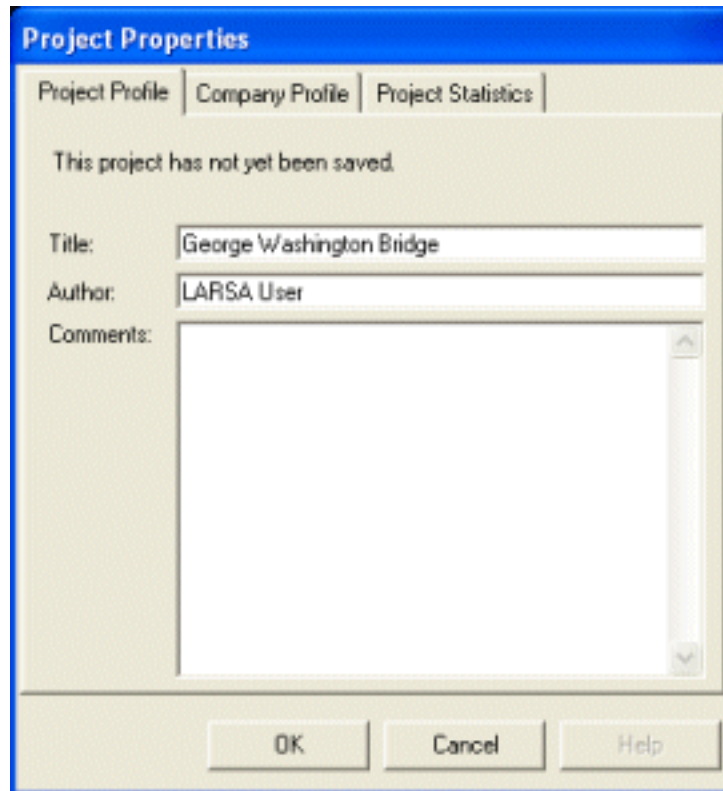 Project Properties
Project Profile Company Profile Project Statistics
This project has not yet been saved.
Title: George Washington Bridge
Author: LARSA User
Comments:
OK Cancel Help